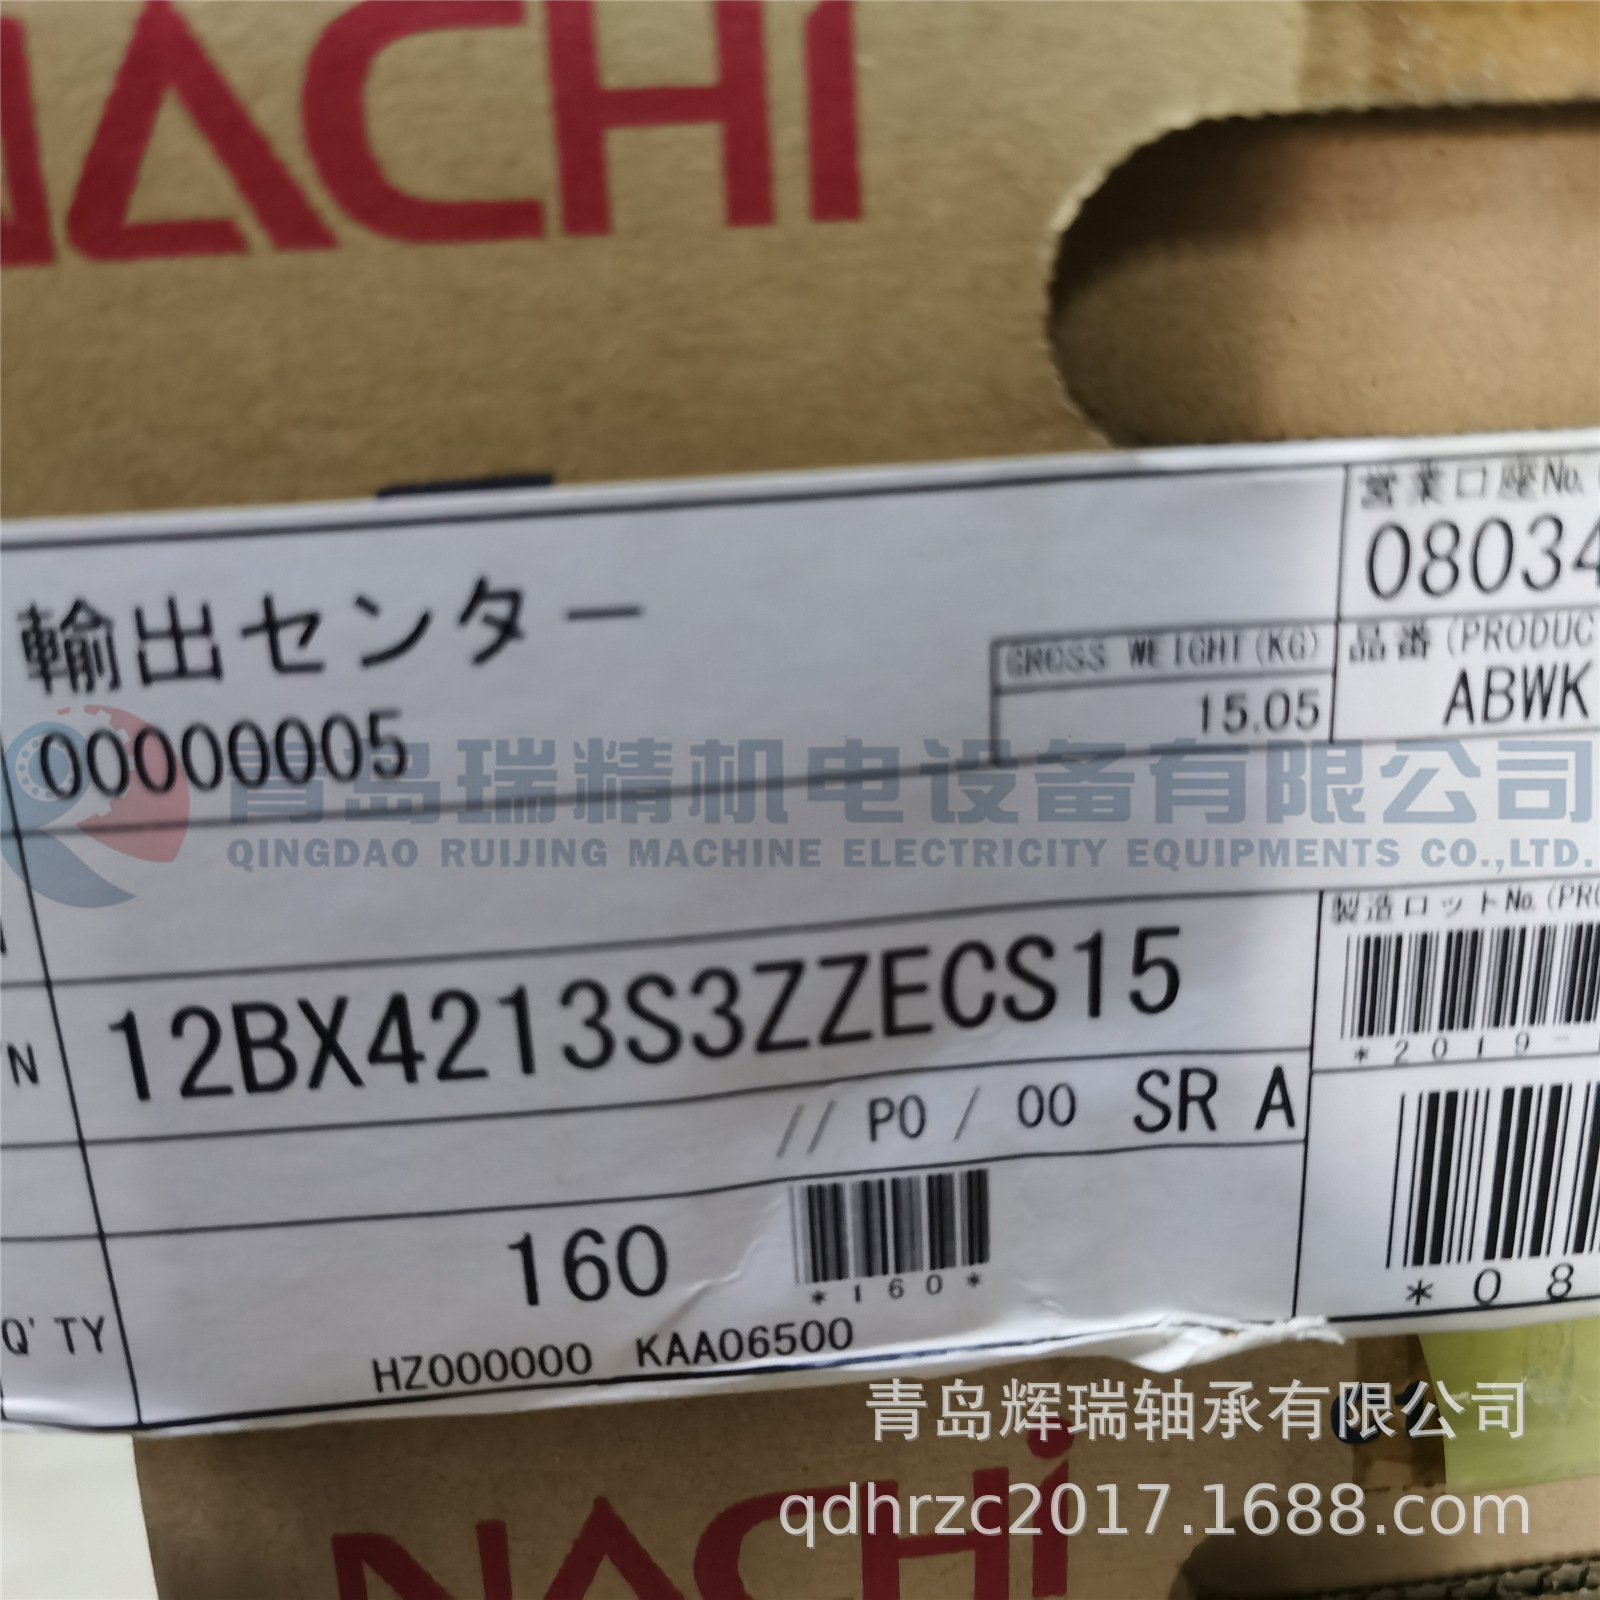 NACHI
営業口座No.
08034
輸出センター
GROSS WEIGHT(KG)
品番(PRODUC
15.05
ABWK
00000005
青岛瑞精机电设备有限公司
QINGDAO RUIJING MACHINE ELECTRICITY EQUIPMENTS CO.,LTD.
製造ロットNo.(PRO
12BX4213S3ZZECS15
N
*2019-
// P0 / 00 SR A
160
*160*
*08
Q'TY
HZ000000 KAA06500
青岛辉瑞轴承有限公司
NACHi
qdhrzc2017.1688.com